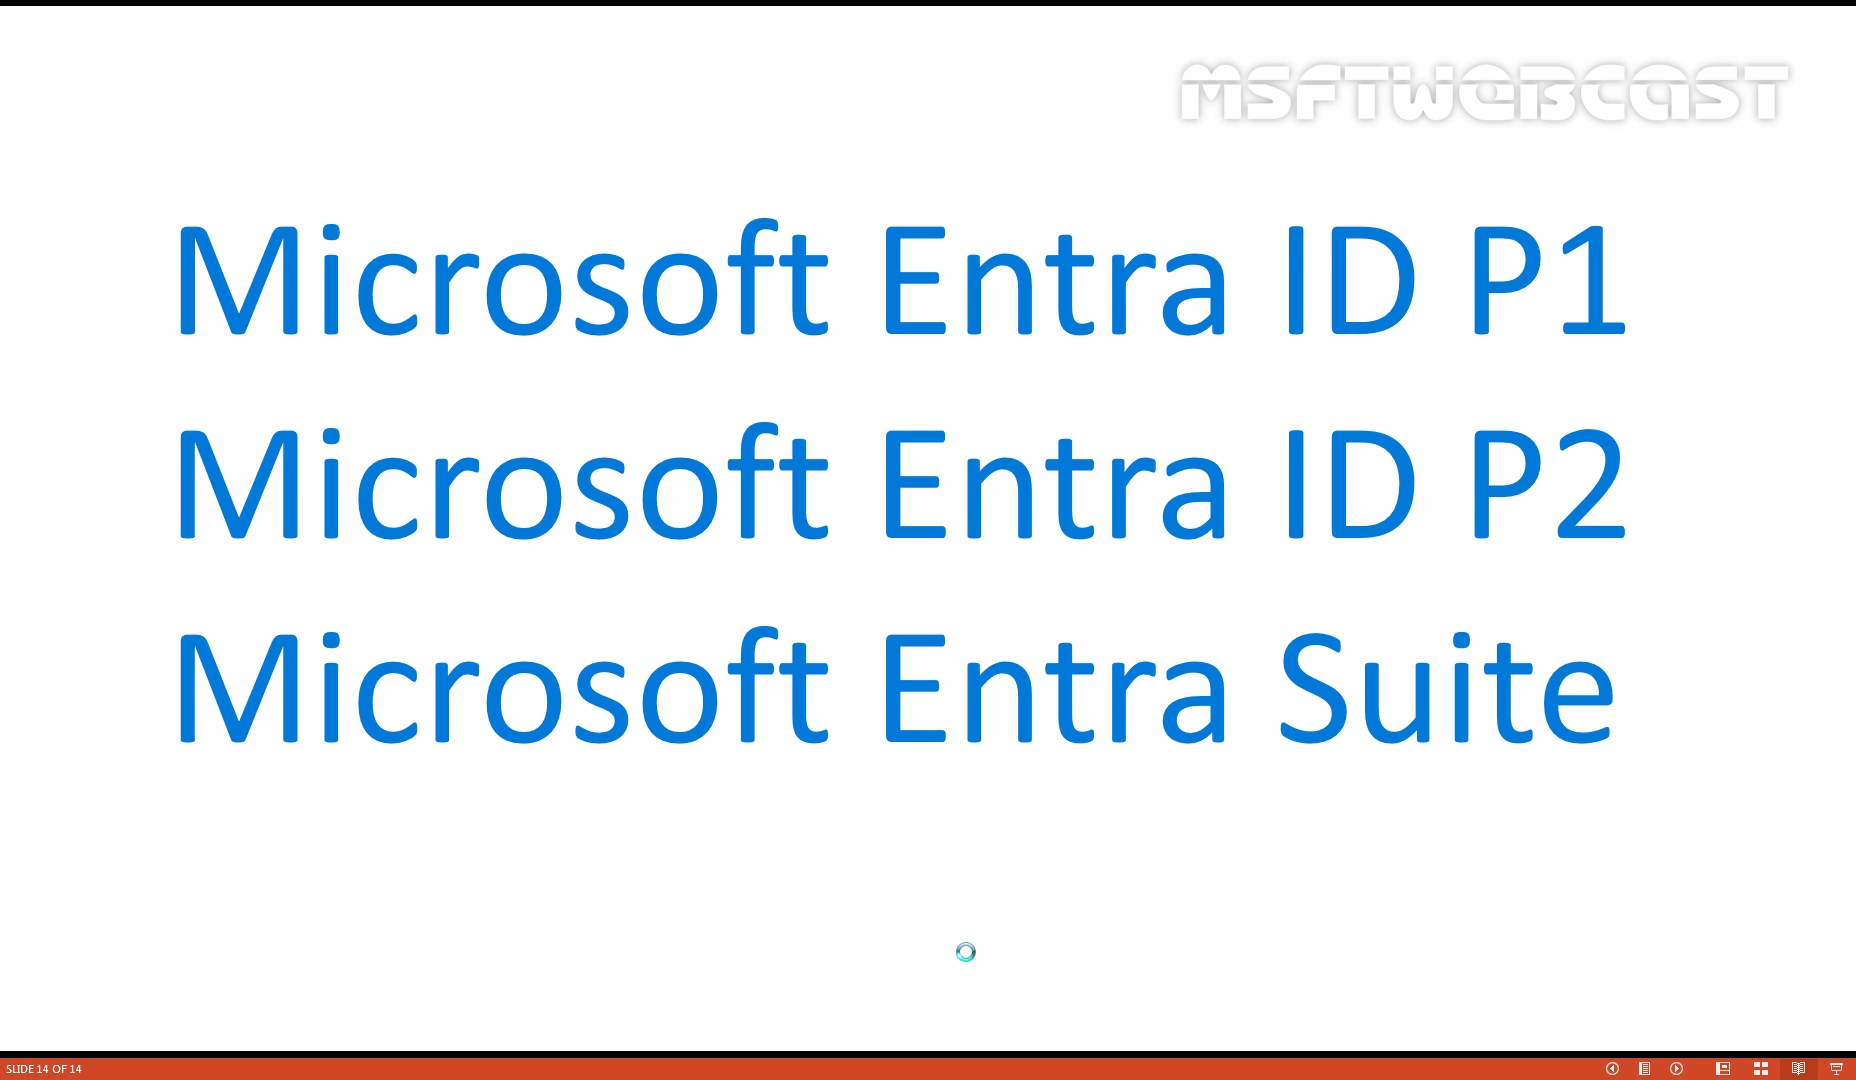 MSFTWEBCAST
Microsoft Entra ID P1
Microsoft Entra ID P2
Microsoft Entra Suite
SLIDE 14 OF 14